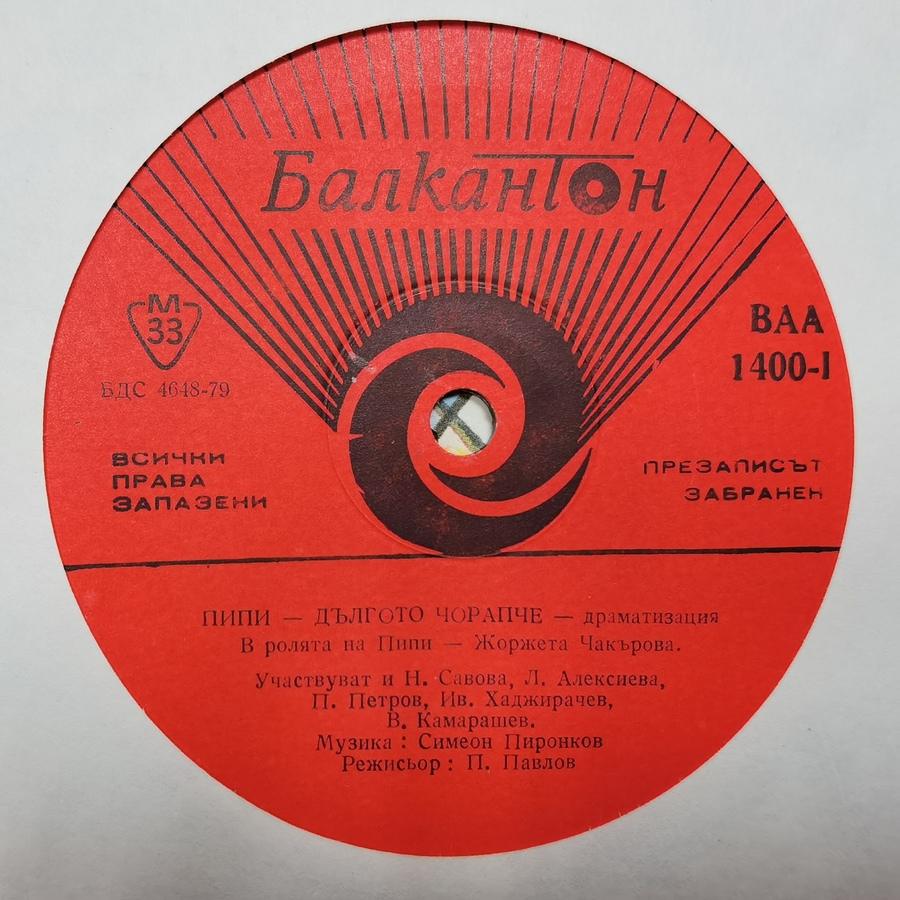 Балкантон
М
33
БДС 4648-79
ВАА
1400-I
ВСИЧКИ
ПРАВА
ЗАПАЗЕНИ
ПРЕЗАПИСЪТ
ЗАБРАНЕН
ПИПИ — ДЪЛГОТО ЧОРАПЧЕ — драматизация
В ролята на Пипи — Жоржета Чакърова.
Участвуват и Н. Савова, Л. Алексиева,
П. Петров, Ив. Хаджирачев,
В. Камарашев.
Музика : Симеон Пиронков
Режисьор : П. Павлов